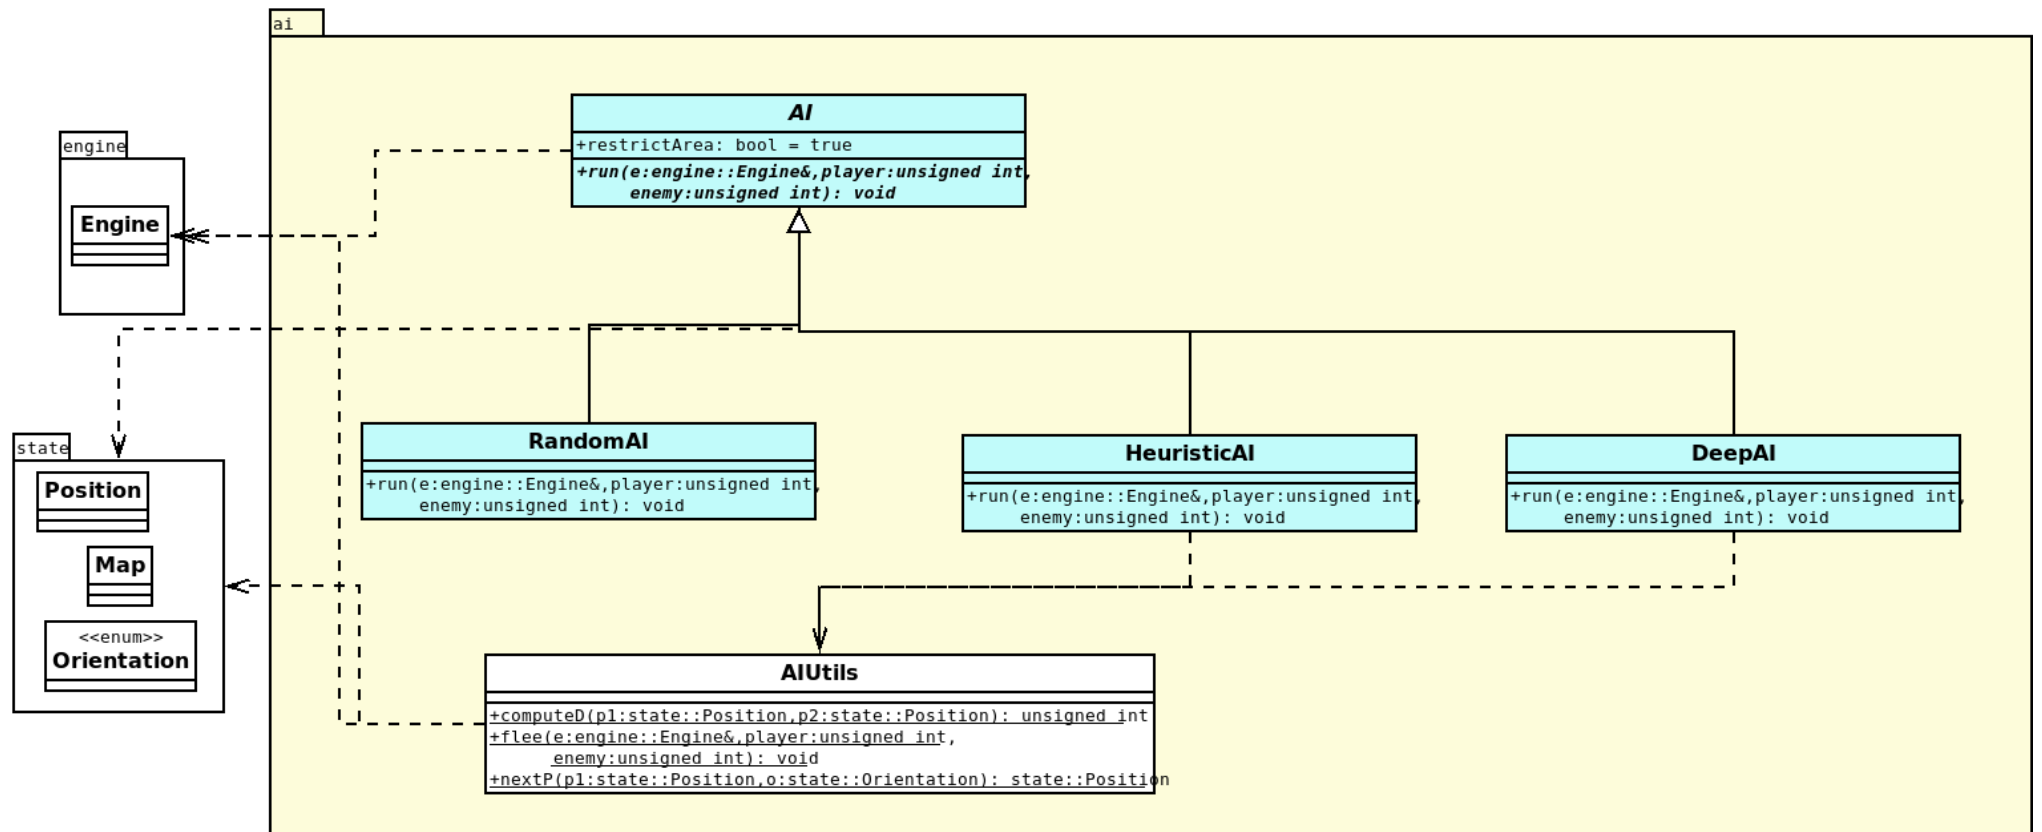 ai
AI
+restrictArea: bool = true
+run(e:engine::Engine&,player:unsigned int,
enemy:unsigned int): void
engine
Engine
state
Position
Map
<<enum>>
Orientation
RandomAI
+run(e:engine::Engine&,player:unsigned int,
enemy:unsigned int): void
HeuristicAI
+run(e:engine::Engine&,player:unsigned int,
enemy:unsigned int): void
DeepAI
+run(e:engine::Engine&,player:unsigned int,
enemy:unsigned int): void
AIUtils
+computeD(p1:state::Position,p2:state::Position): unsigned int
+flee(e:engine::Engine&,player:unsigned int,
enemy:unsigned int): void
+nextP(p1:state::Position,o:state::Orientation): state::Position